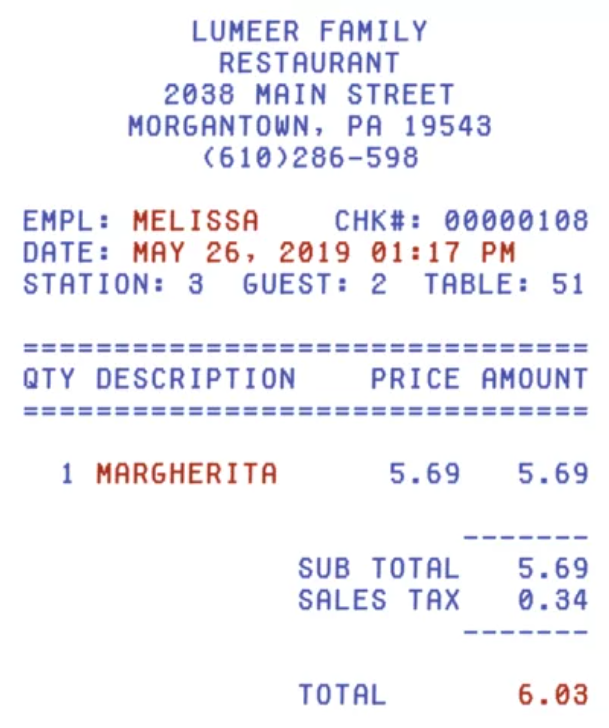 LUMEER FAMILY
RESTAURANT
2038 MAIN STREET
MORGANTOWN, PA 19543
(610)286-598
EMPL: MELISSA CHK#: 00000108
DATE: MAY 26, 2019 01:17 PM
STATION: 3 GUEST: 2 TABLE: 51
===============================
QTY DESCRIPTION PRICE AMOUNT
===============================
1 MARGHERITA 5.69 5.69
-------
SUB TOTAL 5.69
SALES TAX 0.34
-------
TOTAL 6.03